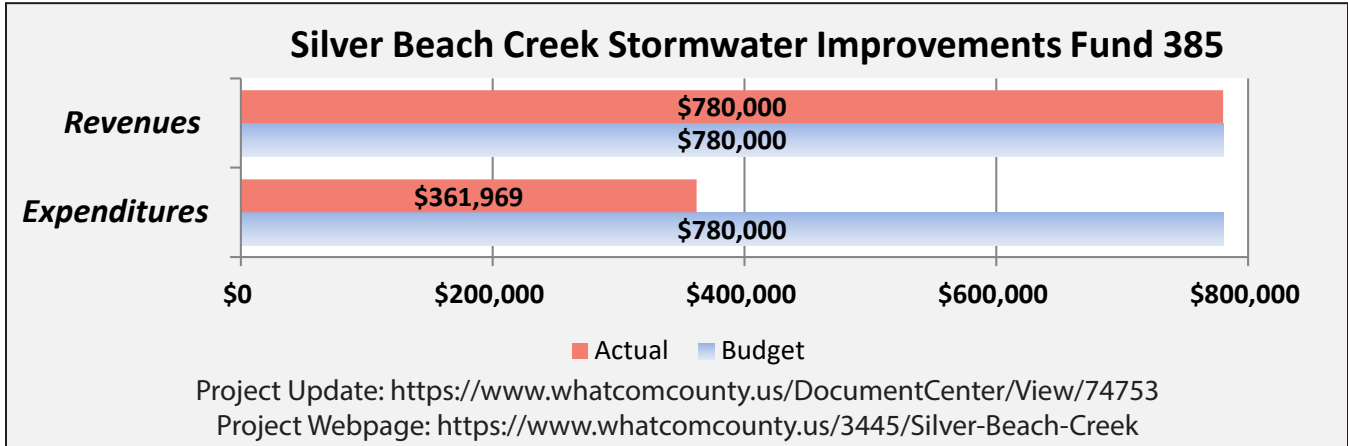 Silver Beach Creek Stormwater Improvements Fund 385
Revenues
$780,000
$780,000
Expenditures
$361,969
$780,000
$0 $200,000 $400,000 $600,000 $800,000
Actual Budget
Project Update: https://www.whatcomcounty.us/DocumentCenter/View/74753
Project Webpage: https://www.whatcomcounty.us/3445/Silver-Beach-Creek